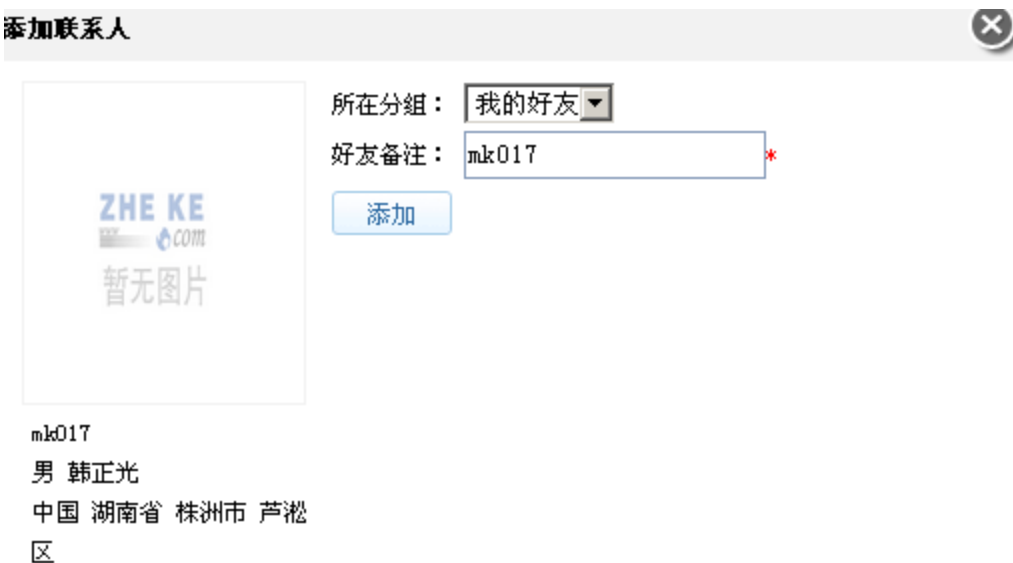 添加联系人
所在分组： 我的好友
好友备注： mk017 *
添加
ZHE KE
com
暂无图片
mk017
男 韩正光
中国 湖南省 株洲市 芦淞
区